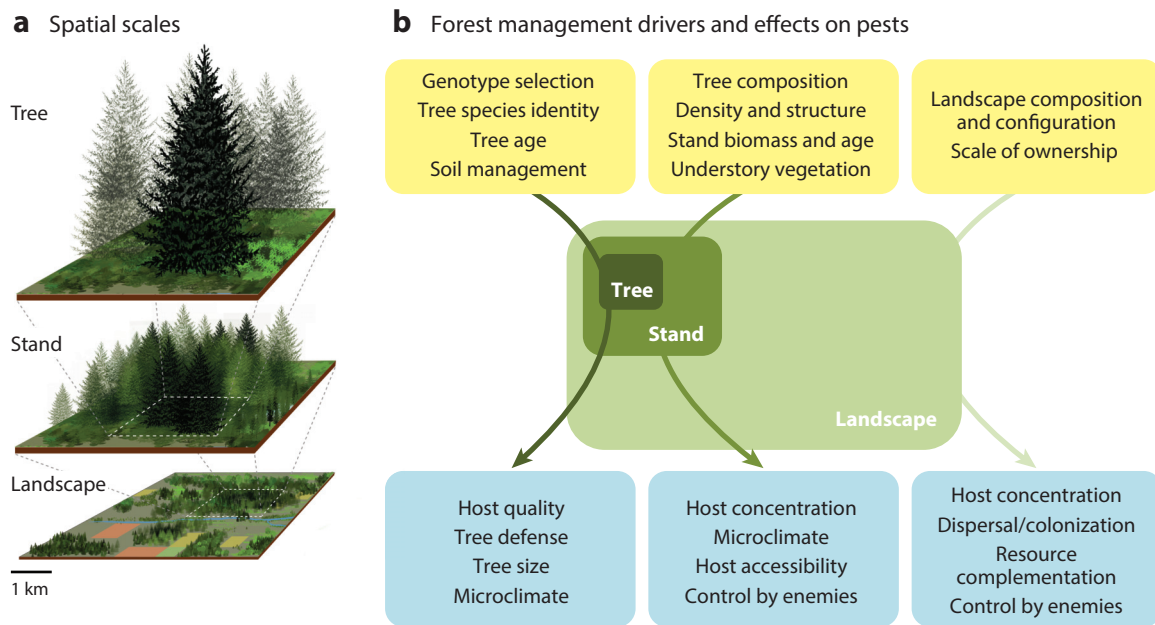 a Spatial scales
Tree
Stand
Landscape
1 km
b Forest management drivers and effects on pests
Genotype selection
Tree species identity
Tree age
Soil management
Tree composition
Density and structure
Stand biomass and age
Understory vegetation
Landscape composition
and configuration
Scale of ownership
Tree
Stand
Landscape
Host quality
Tree defense
Tree size
Microclimate
Host concentration
Microclimate
Host accessibility
Control by enemies
Host concentration
Dispersal/colonization
Resource
complementation
Control by enemies